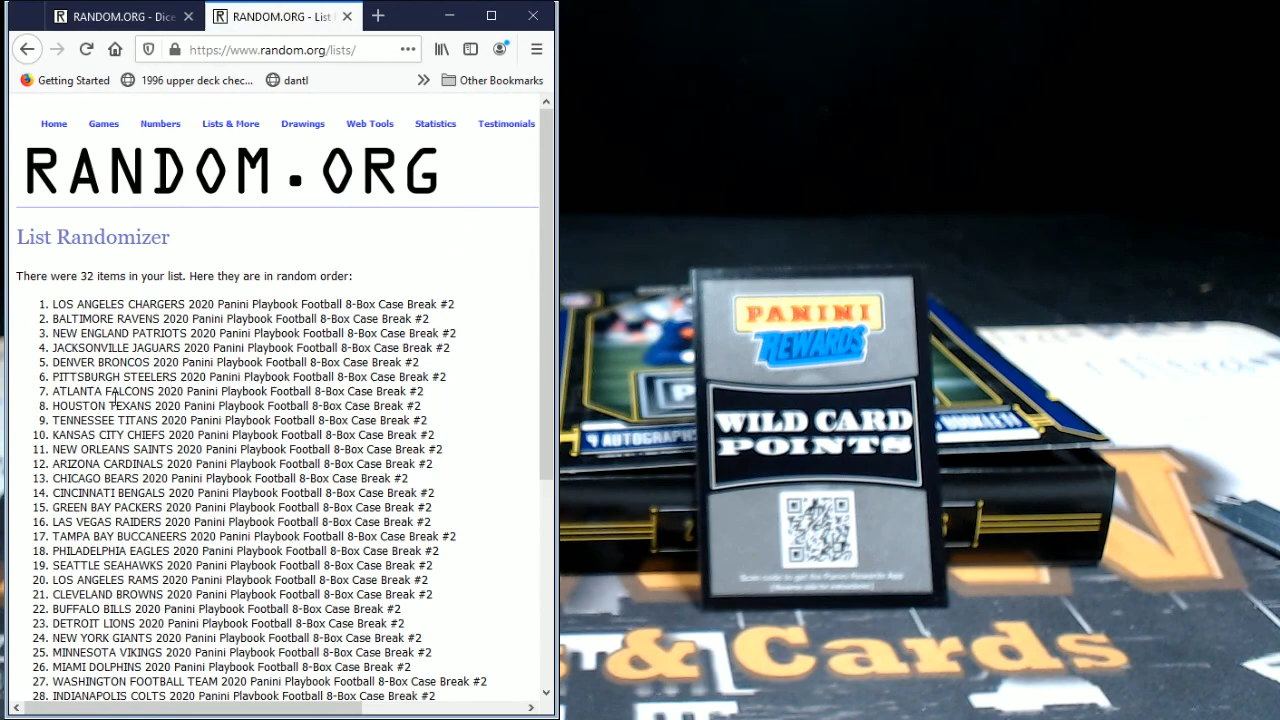 RANDOM.ORG - Dice
RANDOM.ORG - List
https://www.random.org/lists/
Getting Started
1996 upper deck chec...
dantl
Other Bookmarks
Home
Games
Numbers
Lists & More
Drawings
Web Tools
Statistics
Testimonials
RANDOM.ORG
List Randomizer
There were 32 items in your list. Here they are in random order:
1. LOS ANGELES CHARGERS 2020 Panini Playbook Football 8-Box Case Break #2
2. BALTIMORE RAVENS 2020 Panini Playbook Football 8-Box Case Break #2
3. NEW ENGLAND PATRIOTS 2020 Panini Playbook Football 8-Box Case Break #2
4. JACKSONVILLE JAGUARS 2020 Panini Playbook Football 8-Box Case Break #2
5. DENVER BRONCOS 2020 Panini Playbook Football 8-Box Case Break #2
6. PITTSBURGH STEELERS 2020 Panini Playbook Football 8-Box Case Break #2
7. ATLANTA FALCONS 2020 Panini Playbook Football 8-Box Case Break #2
8. HOUSTON TEXANS 2020 Panini Playbook Football 8-Box Case Break #2
9. TENNESSEE TITANS 2020 Panini Playbook Football 8-Box Case Break #2
10. KANSAS CITY CHIEFS 2020 Panini Playbook Football 8-Box Case Break #2
11. NEW ORLEANS SAINTS 2020 Panini Playbook Football 8-Box Case Break #2
12. ARIZONA CARDINALS 2020 Panini Playbook Football 8-Box Case Break #2
13. CHICAGO BEARS 2020 Panini Playbook Football 8-Box Case Break #2
14. CINCINNATI BENGALS 2020 Panini Playbook Football 8-Box Case Break #2
15. GREEN BAY PACKERS 2020 Panini Playbook Football 8-Box Case Break #2
16. LAS VEGAS RAIDERS 2020 Panini Playbook Football 8-Box Case Break #2
17. TAMPA BAY BUCCANEERS 2020 Panini Playbook Football 8-Box Case Break #2
18. PHILADELPHIA EAGLES 2020 Panini Playbook Football 8-Box Case Break #2
19. SEATTLE SEAHAWKS 2020 Panini Playbook Football 8-Box Case Break #2
20. LOS ANGELES RAMS 2020 Panini Playbook Football 8-Box Case Break #2
21. CLEVELAND BROWNS 2020 Panini Playbook Football 8-Box Case Break #2
22. BUFFALO BILLS 2020 Panini Playbook Football 8-Box Case Break #2
23. DETROIT LIONS 2020 Panini Playbook Football 8-Box Case Break #2
24. NEW YORK GIANTS 2020 Panini Playbook Football 8-Box Case Break #2
25. MINNESOTA VIKINGS 2020 Panini Playbook Football 8-Box Case Break #2
26. MIAMI DOLPHINS 2020 Panini Playbook Football 8-Box Case Break #2
27. WASHINGTON FOOTBALL TEAM 2020 Panini Playbook Football 8-Box Case Break #2
28. INDIANAPOLIS COLTS 2020 Panini Playbook Football 8-Box Case Break #2
PANINI
REWARDS
WILD CARD
POINTS
Scan code to get the Panini Rewards App
4 AUTOGRAPHS
& Cards